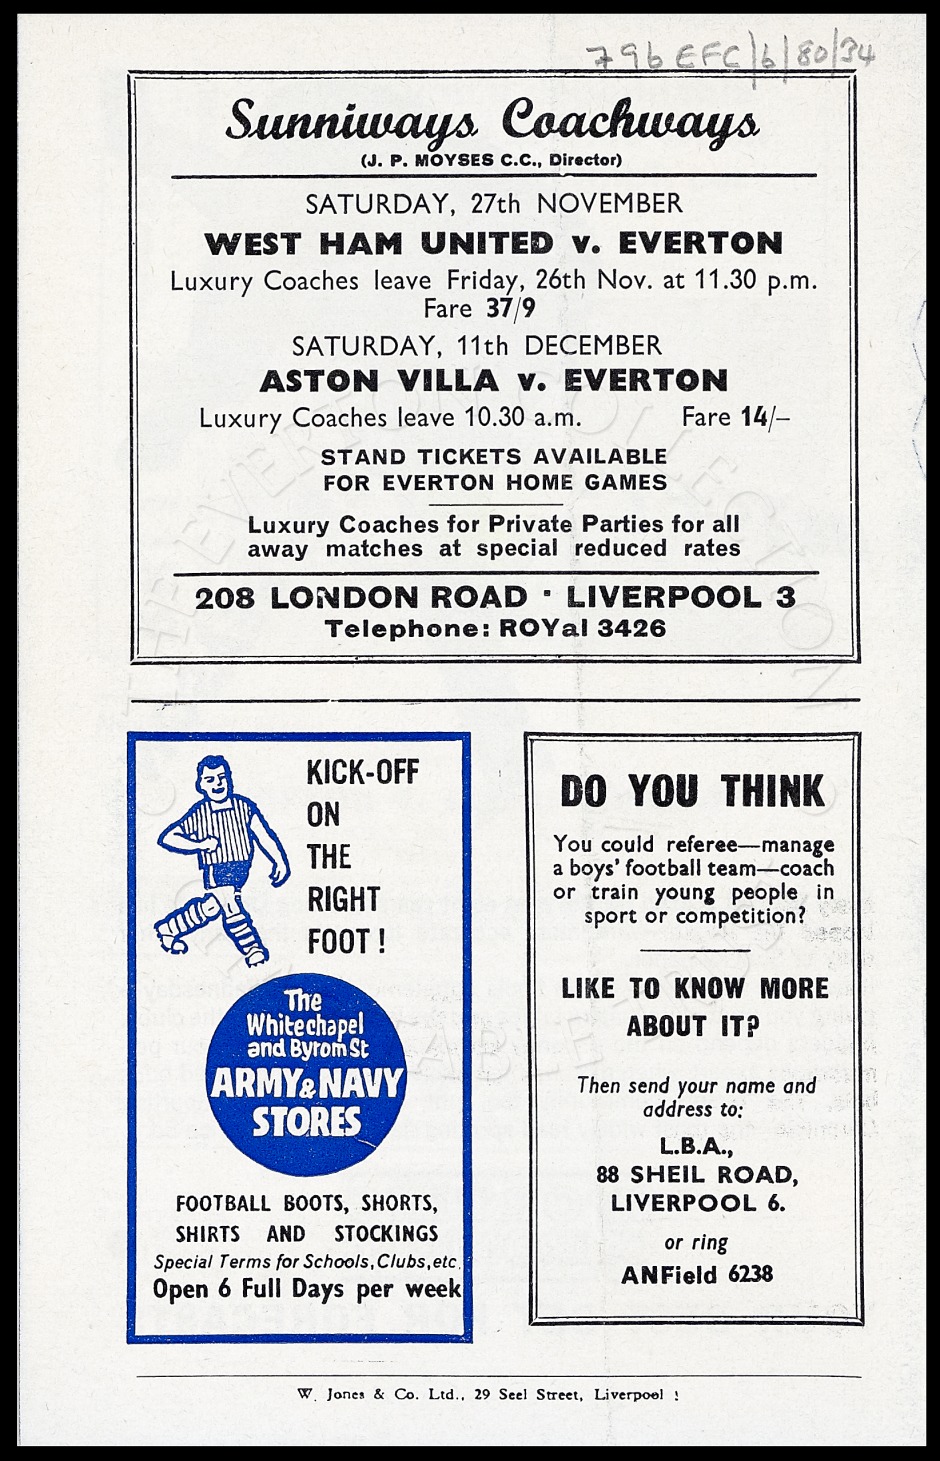 796 EFC/6/80/34
Sunniways Coachways
(J. P. MOYSES C.C., Director)
SATURDAY, 27th NOVEMBER
WEST HAM UNITED v. EVERTON
Luxury Coaches leave Friday, 26th Nov. at 11.30 p.m.
Fare 37/9
SATURDAY, 11th DECEMBER
ASTON VILLA v. EVERTON
Luxury Coaches leave 10.30 a.m. Fare 14/–
STAND TICKETS AVAILABLE
FOR EVERTON HOME GAMES
Luxury Coaches for Private Parties for all
away matches at special reduced rates
208 LONDON ROAD · LIVERPOOL 3
Telephone: ROYal 3426
KICK-OFF
ON
THE
RIGHT
FOOT!
The
Whitechapel
and Byrom St
ARMY & NAVY
STORES
FOOTBALL BOOTS, SHORTS,
SHIRTS AND STOCKINGS
Special Terms for Schools, Clubs, etc.
Open 6 Full Days per week
DO YOU THINK
You could referee—manage
a boys' football team—coach
or train young people in
sport or competition?
LIKE TO KNOW MORE
ABOUT IT?
Then send your name and
address to:
L.B.A.,
88 SHEIL ROAD,
LIVERPOOL 6.
or ring
ANField 6238
W. Jones & Co. Ltd., 29 Seel Street, Liverpool
THE EVERTON COLLECTION